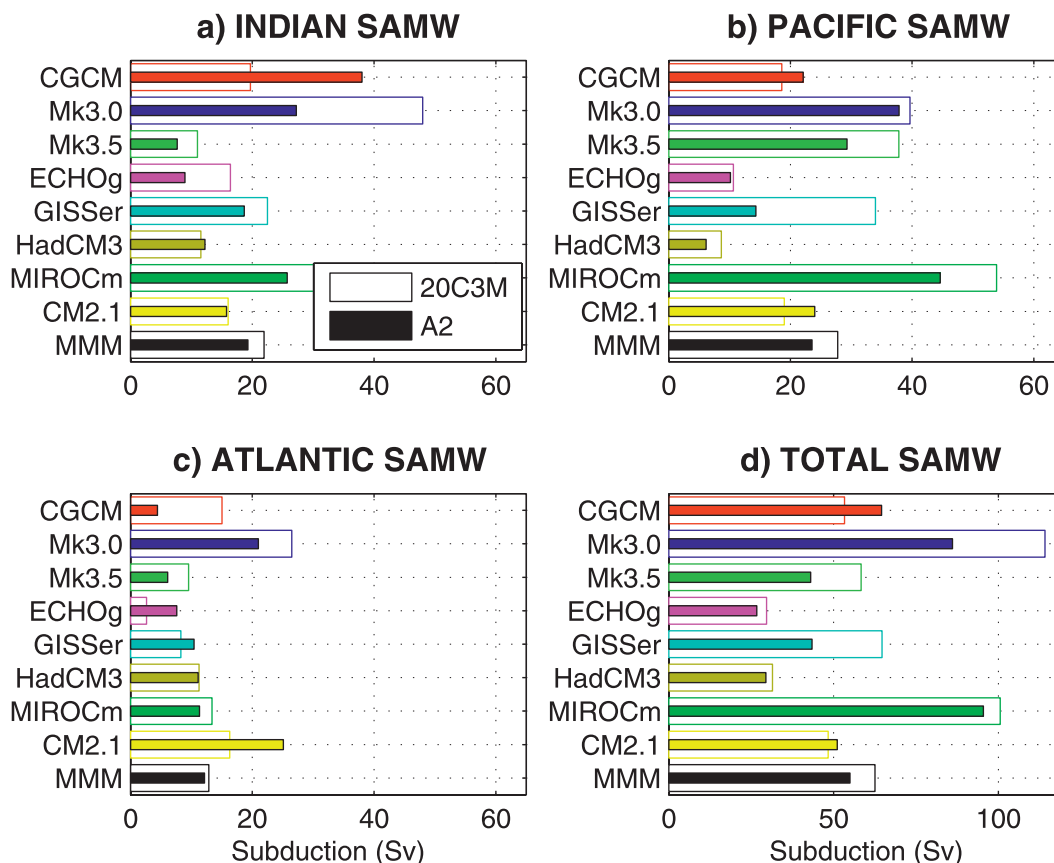 a) INDIAN SAMW
CGCM
Mk3.0
Mk3.5
ECHOg
GISSer
HadCM3
MIROCm
CM2.1
MMM
20C3M
A2
0 20 40 60
b) PACIFIC SAMW
CGCM
Mk3.0
Mk3.5
ECHOg
GISSer
HadCM3
MIROCm
CM2.1
MMM
0 20 40 60
c) ATLANTIC SAMW
CGCM
Mk3.0
Mk3.5
ECHOg
GISSer
HadCM3
MIROCm
CM2.1
MMM
0 20 40 60
Subduction (Sv)
d) TOTAL SAMW
CGCM
Mk3.0
Mk3.5
ECHOg
GISSer
HadCM3
MIROCm
CM2.1
MMM
0 50 100
Subduction (Sv)